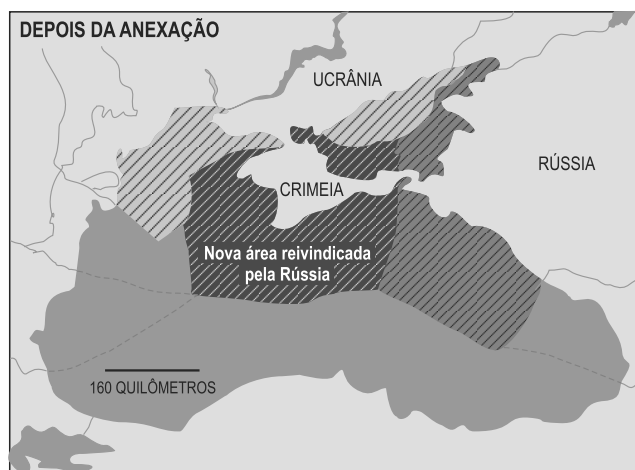 DEPOIS DA ANEXAÇÃO
UCRÂNIA
RÚSSIA
CRIMEIA
Nova área reivindicada
pela Rússia
160 QUILÔMETROS